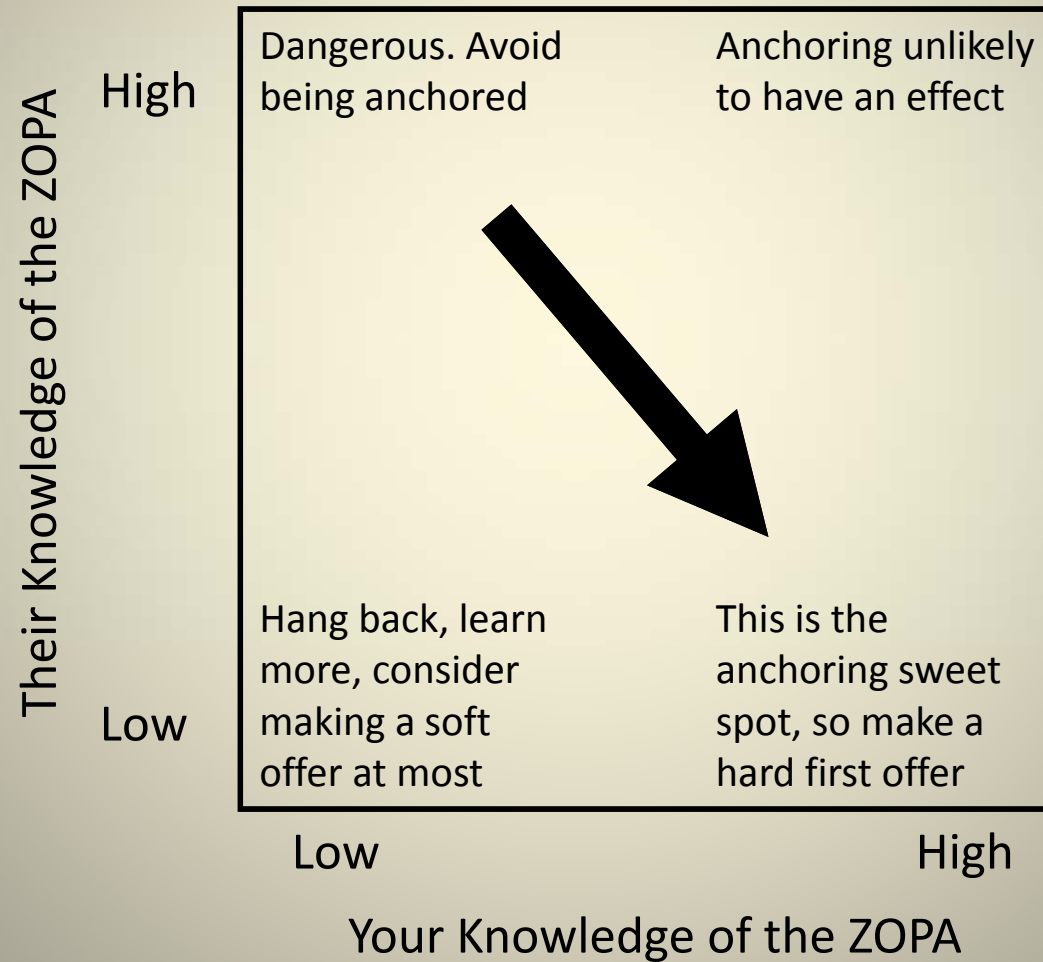 Their Knowledge of the ZOPA
High
Dangerous. Avoid
being anchored
Anchoring unlikely
to have an effect
Low
Hang back, learn
more, consider
making a soft
offer at most
This is the
anchoring sweet
spot, so make a
hard first offer
Low
High
Your Knowledge of the ZOPA